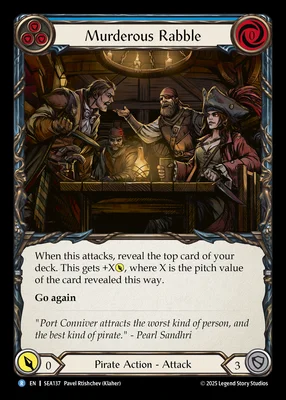 Murderous Rabble
When this attacks, reveal the top card of your
deck. This gets +X, where X is the pitch value
of the card revealed this way.
Go again
"Port Conniver attracts the worst kind of person, and
the best kind of pirate." - Pearl Sandhri
0 Pirate Action - Attack 3
R EN | SEA137 Pavel Rtishchev (Klaher) © 2025 Legend Story Studios